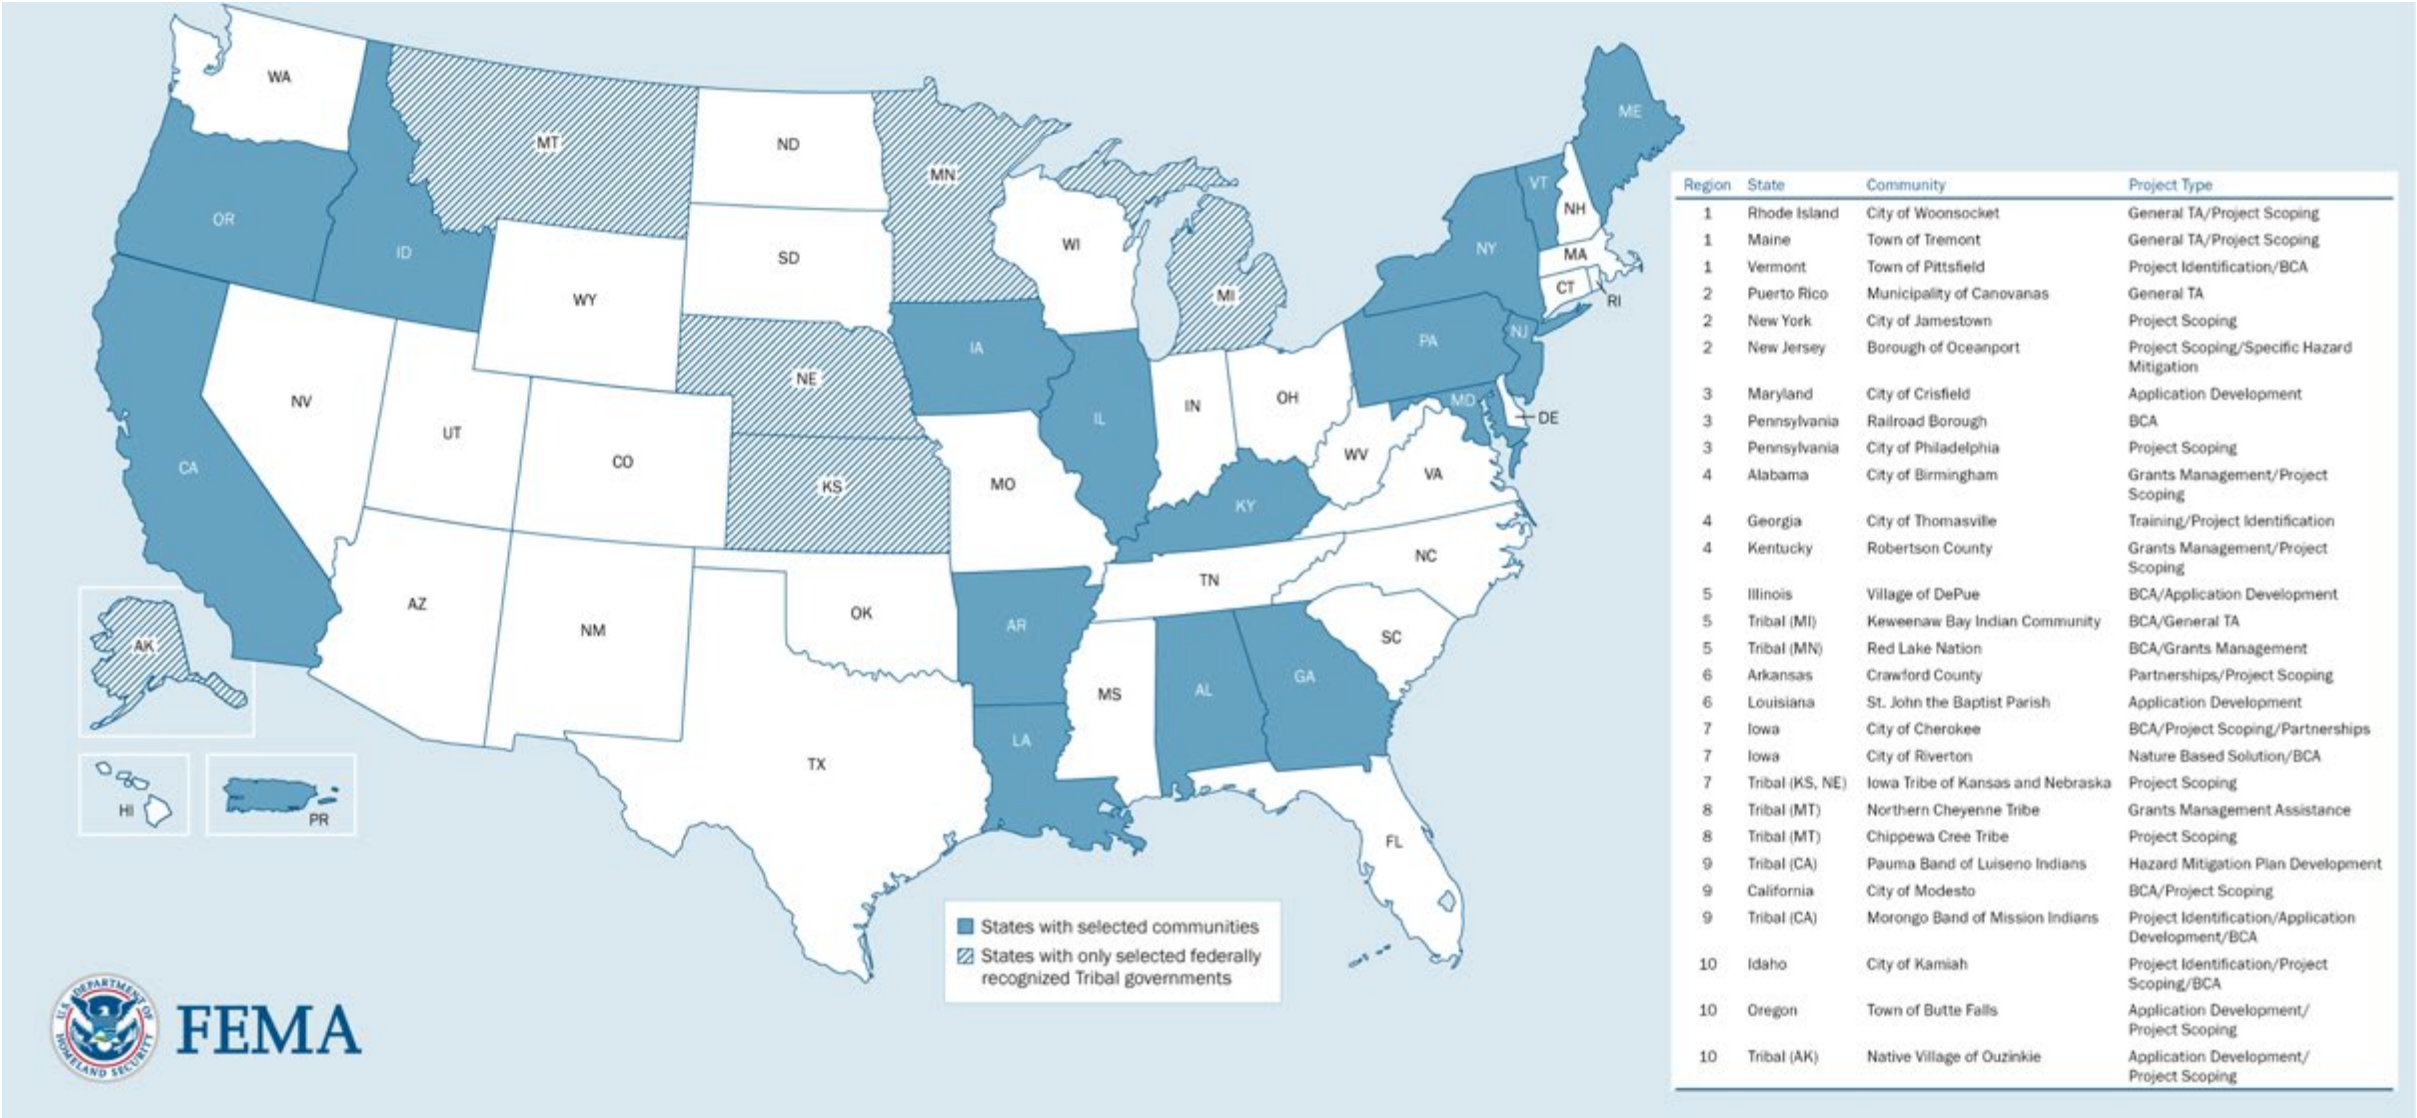 WA
MT
ND
MN
ME
OR
ID
VT
NH
NY
WI
SD
MA
WY
MI
CT
RI
IA
PA
NJ
NE
NV
IN
OH
MD
DE
UT
IL
CO
WV
CA
KS
MO
VA
KY
NC
TN
AZ
OK
AR
NM
SC
AK
MS
AL
GA
LA
TX
HI
PR
FL
States with selected communities
States with only selected federally
recognized Tribal governments
U.S. DEPARTMENT OF
HOMELAND SECURITY
FEMA
Region State Community Project Type
1 Rhode Island City of Woonsocket General TA/Project Scoping
1 Maine Town of Tremont General TA/Project Scoping
1 Vermont Town of Pittsfield Project Identification/BCA
2 Puerto Rico Municipality of Canovanas General TA
2 New York City of Jamestown Project Scoping
2 New Jersey Borough of Oceanport Project Scoping/Specific Hazard
Mitigation
3 Maryland City of Crisfield Application Development
3 Pennsylvania Railroad Borough BCA
3 Pennsylvania City of Philadelphia Project Scoping
4 Alabama City of Birmingham Grants Management/Project
Scoping
4 Georgia City of Thomasville Training/Project Identification
4 Kentucky Robertson County Grants Management/Project
Scoping
5 Illinois Village of DePue BCA/Application Development
5 Tribal (MI) Keweenaw Bay Indian Community BCA/General TA
5 Tribal (MN) Red Lake Nation BCA/Grants Management
6 Arkansas Crawford County Partnerships/Project Scoping
6 Louisiana St. John the Baptist Parish Application Development
7 Iowa City of Cherokee BCA/Project Scoping/Partnerships
7 Iowa City of Riverton Nature Based Solution/BCA
7 Tribal (KS, NE) Iowa Tribe of Kansas and Nebraska Project Scoping
8 Tribal (MT) Northern Cheyenne Tribe Grants Management Assistance
8 Tribal (MT) Chippewa Cree Tribe Project Scoping
9 Tribal (CA) Pauma Band of Luiseno Indians Hazard Mitigation Plan Development
9 California City of Modesto BCA/Project Scoping
9 Tribal (CA) Morongo Band of Mission Indians Project Identification/Application
Development/BCA
10 Idaho City of Kamiah Project Identification/Project
Scoping/BCA
10 Oregon Town of Butte Falls Application Development/
Project Scoping
10 Tribal (AK) Native Village of Ouzinkie Application Development/
Project Scoping